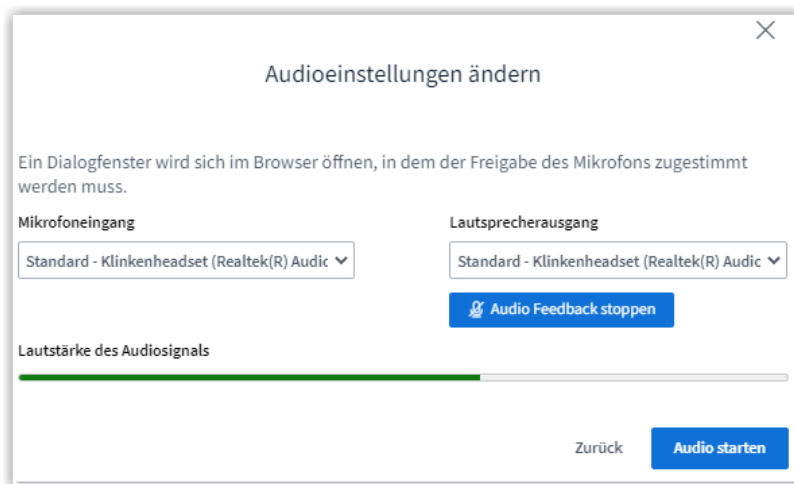 Audioeinstellungen ändern
Ein Dialogfenster wird sich im Browser öffnen, in dem der Freigabe des Mikrofons zugestimmt
werden muss.
Mikrofoneingang
Lautsprecherausgang
Standard - Klinkenheadset (Realtek(R) Audic
Standard - Klinkenheadset (Realtek(R) Audic
Audio Feedback stoppen
Lautstärke des Audiosignals
Zurück
Audio starten